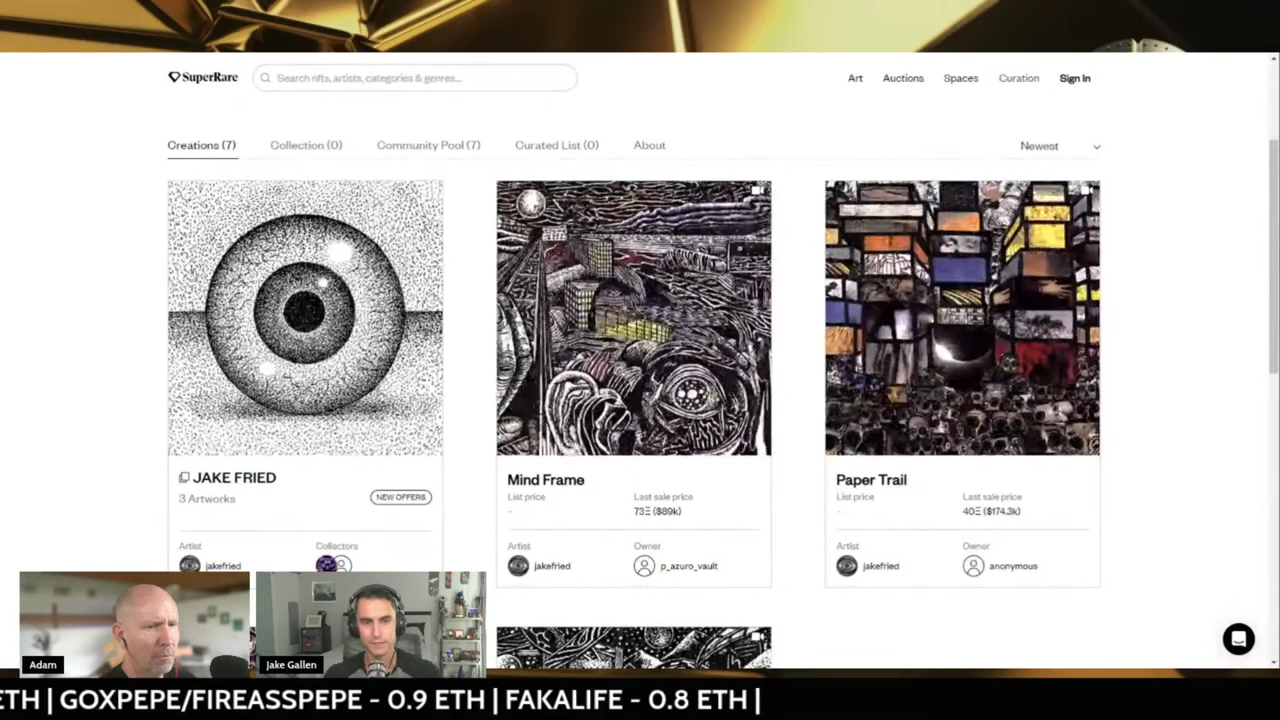 SuperRare
Search nfts, artists, categories & genres...
Art
Auctions
Spaces
Curation
Sign In
Creations (7)
Collection (0)
Community Pool (7)
Curated List (0)
About
Newest
JAKE FRIED
3 Artworks
NEW OFFERS
Artist
Collectors
jakefried
Mind Frame
List price
Last sale price
-
73Ξ ($89k)
Artist
Owner
jakefried
p_azuro_vault
Paper Trail
List price
Last sale price
-
40Ξ ($174.3k)
Artist
Owner
jakefried
anonymous
Adam
Jake Gallen
ETH | GOXPEPE/FIREASSPEPE - 0.9 ETH | FAKALIFE - 0.8 ETH |